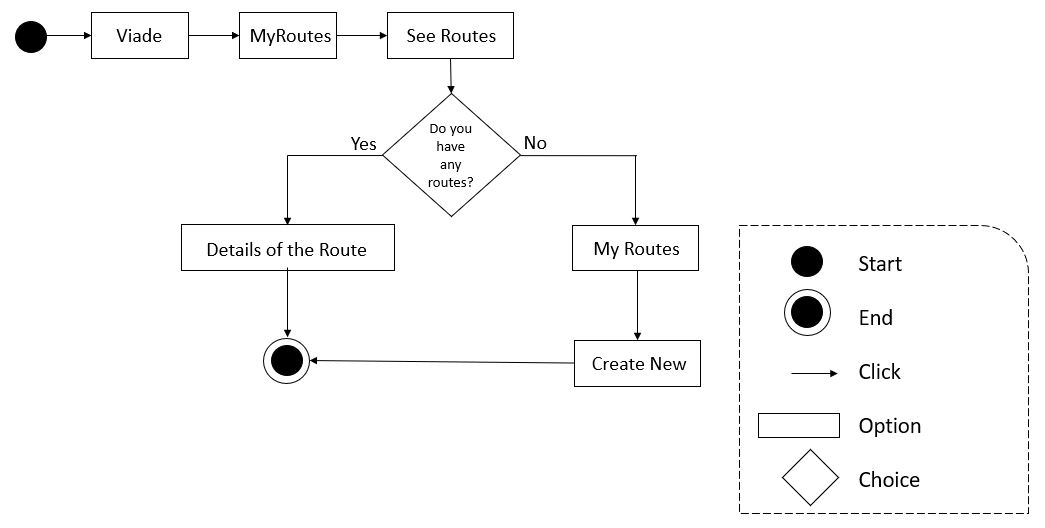 Viade
MyRoutes
See Routes
Do you
have
any
routes?
Yes
No
Details of the Route
My Routes
Create New
Start
End
Click
Option
Choice